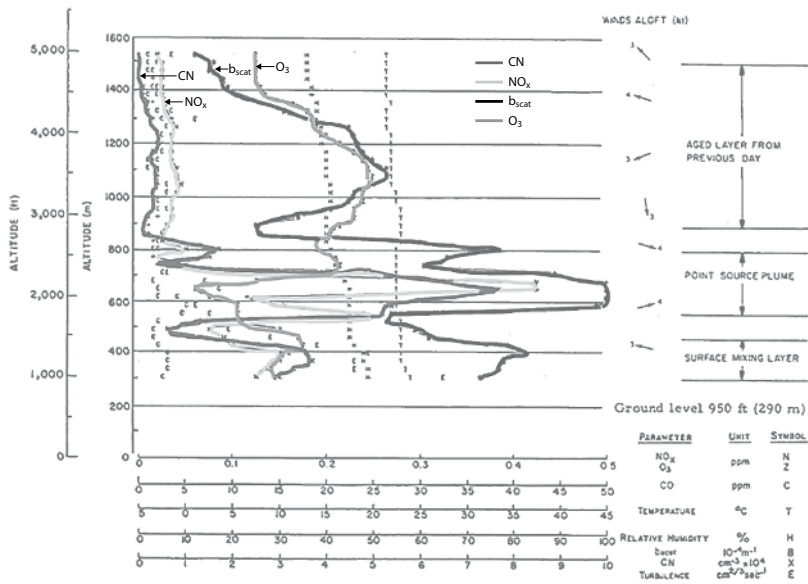 WINDS ALOFT (kt)
5,000
4,000
3,000
2,000
1,000
0
ALTITUDE (ft)
1600
1400
1200
1000
800
600
400
200
0
ALTITUDE (m)
CN
NOx
bscat
O3
CN
NOx
bscat
O3
AGED LAYER FROM
PREVIOUS DAY
POINT SOURCE PLUME
SURFACE MIXING LAYER
Ground level 950 ft (290 m)
0 0.1 0.2 0.3 0.4 0.5
0 5 10 15 20 25 30 35 40 45 50
5 0 5 10 15 20 25 30 35 40 45
0 10 20 30 40 50 60 70 80 90 100
0 1 2 3 4 5 6 7 8 9 10
PARAMETER UNIT SYMBOL
NOx N
O3 ppm Z
CO ppm C
TEMPERATURE °C T
RELATIVE HUMIDITY % H
bscat 10-4m-1 B
CN cm-3 x104 X
TURBULENCE cm2/3sec-1 E